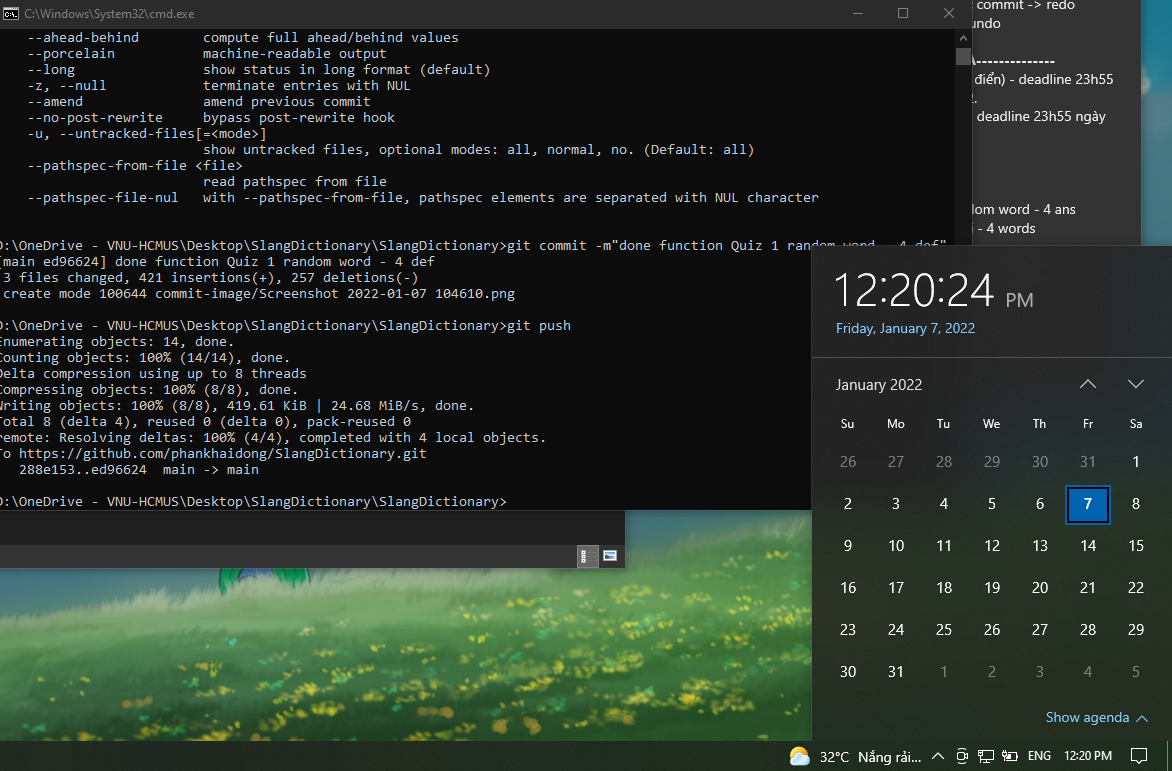 C:\Windows\System32\cmd.exe
--ahead-behind        compute full ahead/behind values
--porcelain           machine-readable output
--long                show status in long format (default)
-z, --null            terminate entries with NUL
--amend               amend previous commit
--no-post-rewrite     bypass post-rewrite hook
-u, --untracked-files[=<mode>]
show untracked files, optional modes: all, normal, no. (Default: all)
--pathspec-from-file <file>
read pathspec from file
--pathspec-file-nul   with --pathspec-from-file, pathspec elements are separated with NUL character
D:\OneDrive - VNU-HCMUS\Desktop\SlangDictionary\SlangDictionary>git commit -m"done function Quiz 1 random word - 4 def"
[main ed96624] done function Quiz 1 random word - 4 def
3 files changed, 421 insertions(+), 257 deletions(-)
create mode 100644 commit-image/Screenshot 2022-01-07 104610.png
D:\OneDrive - VNU-HCMUS\Desktop\SlangDictionary\SlangDictionary>git push
Enumerating objects: 14, done.
Counting objects: 100% (14/14), done.
Delta compression using up to 8 threads
Compressing objects: 100% (8/8), done.
Writing objects: 100% (8/8), 419.61 KiB | 24.68 MiB/s, done.
Total 8 (delta 4), reused 0 (delta 0), pack-reused 0
remote: Resolving deltas: 100% (4/4), completed with 4 local objects.
To https://github.com/phankhaidong/SlangDictionary.git
288e153..ed96624  main -> main
D:\OneDrive - VNU-HCMUS\Desktop\SlangDictionary\SlangDictionary>
commit -> redo
undo
\--------------
điển) - deadline 23h55
deadline 23h55 ngày
dom word - 4 ans
i - 4 words
12:20:24 PM
Friday, January 7, 2022
January 2022
Su Mo Tu We Th Fr Sa
26 27 28 29 30 31 1
2 3 4 5 6 7 8
9 10 11 12 13 14 15
16 17 18 19 20 21 22
23 24 25 26 27 28 29
30 31 1 2 3 4 5
Show agenda
32°C Nắng rải... ENG 12:20 PM